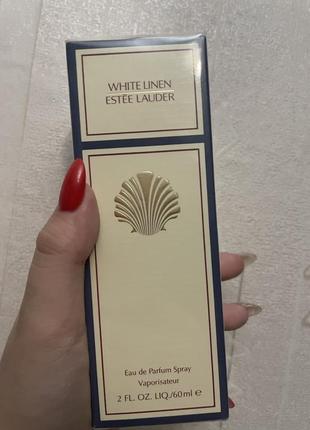 WHITE LINEN
ESTĒE LAUDER
Eau de Parfum Spray
Vaporisateur
2 FL. OZ. LIQ./60ml ℮